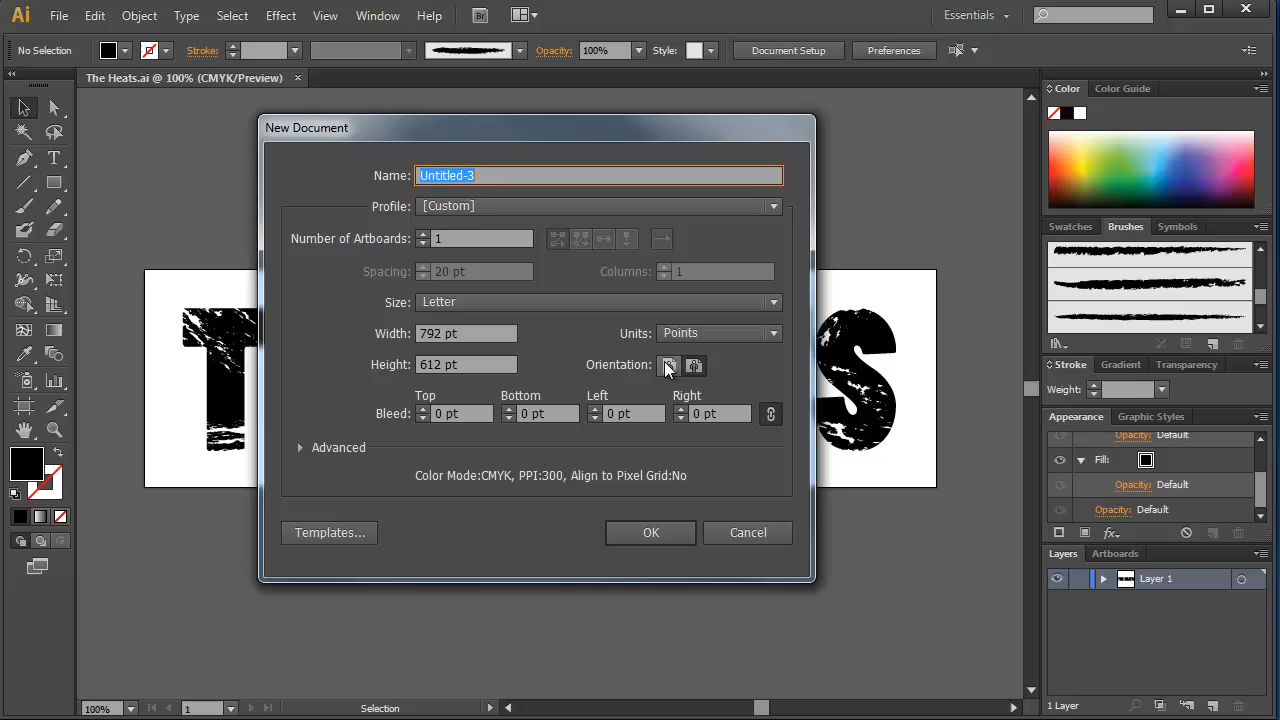 Ai File Edit Object Type Select Effect View Window Help Br Essentials
No Selection Stroke: Opacity: 100% Style: Document Setup Preferences
The Heats.ai @ 100% (CMYK/Preview) ×
Color Color Guide
New Document
Name: Untitled-3
Profile: [Custom]
Number of Artboards: 1
Spacing: 20 pt Columns: 1
Size: Letter
Width: 792 pt Units: Points
Height: 612 pt Orientation:
Top Bottom Left Right
Bleed: 0 pt 0 pt 0 pt 0 pt
Advanced
Color Mode:CMYK, PPI:300, Align to Pixel Grid:No
Templates... OK Cancel
T S
Swatches Brushes Symbols
Stroke Gradient Transparency
Weight:
Appearance Graphic Styles
Opacity: Default
Fill:
Opacity: Default
Opacity: Default
fx
Layers Artboards
Layer 1
1 Layer
100% 1 Selection